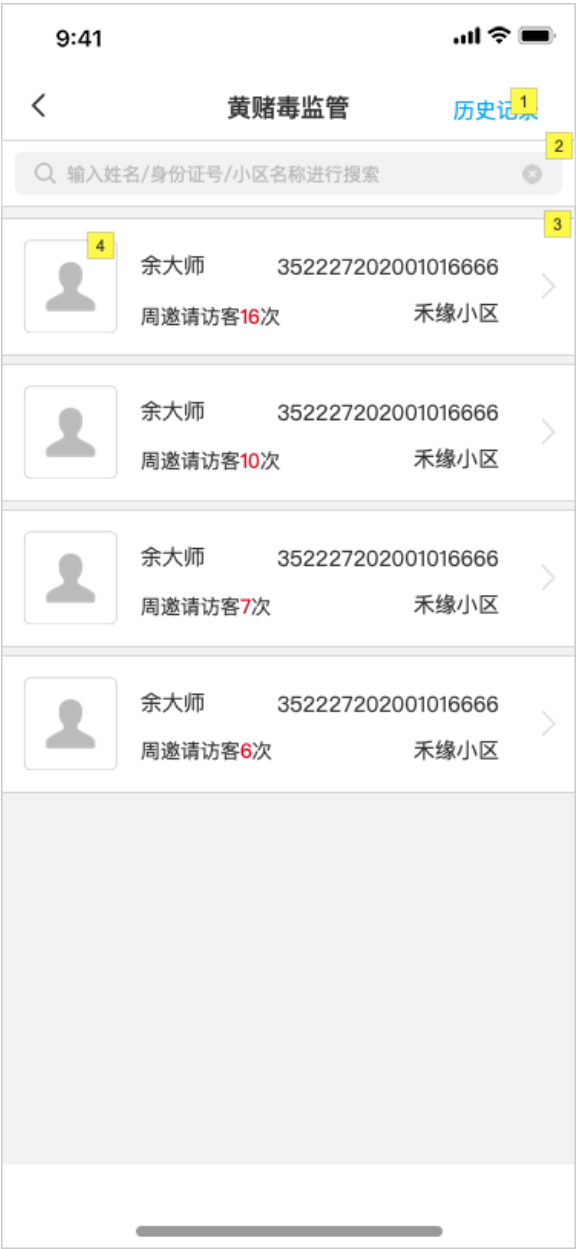 9:41
黄赌毒监管
历史记录
1
2
输入姓名/身份证号/小区名称进行搜索
3
4
余大师 352227202001016666
周邀请访客16次 禾缘小区
余大师 352227202001016666
周邀请访客10次 禾缘小区
余大师 352227202001016666
周邀请访客7次 禾缘小区
余大师 352227202001016666
周邀请访客6次 禾缘小区